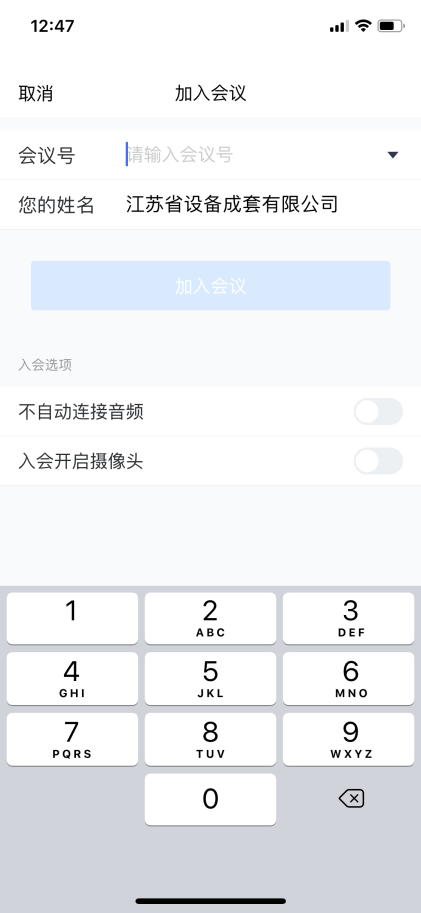 12:47
取消
加入会议
会议号
请输入会议号
您的姓名
江苏省设备成套有限公司
加入会议
入会选项
不自动连接音频
入会开启摄像头
1
2
3
ABC
DEF
4
5
6
GHI
JKL
MNO
7
8
9
PQRS
TUV
WXYZ
0